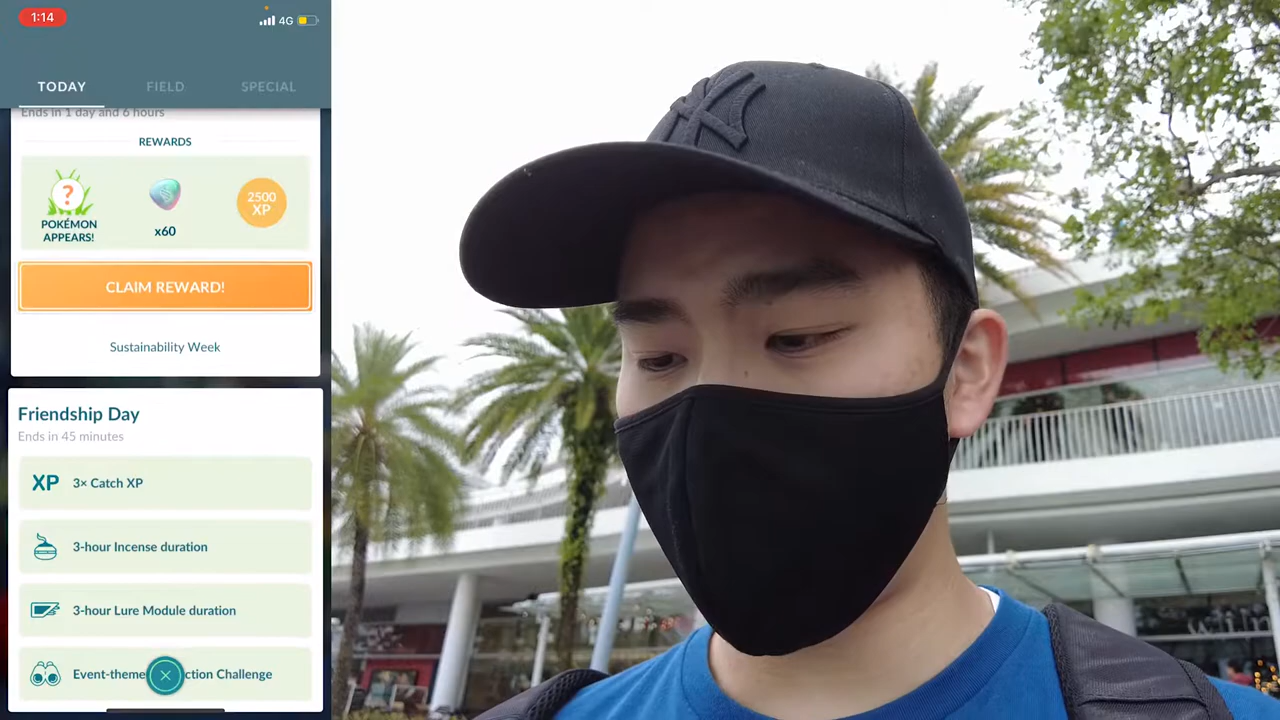 1:14
4G
TODAY
FIELD
SPECIAL
Ends in 1 day and 6 hours
REWARDS
?
POKÉMON
APPEARS!
x60
2500
XP
CLAIM REWARD!
Sustainability Week
Friendship Day
Ends in 45 minutes
XP 3× Catch XP
3-hour Incense duration
3-hour Lure Module duration
Event-theme ction Challenge
NY